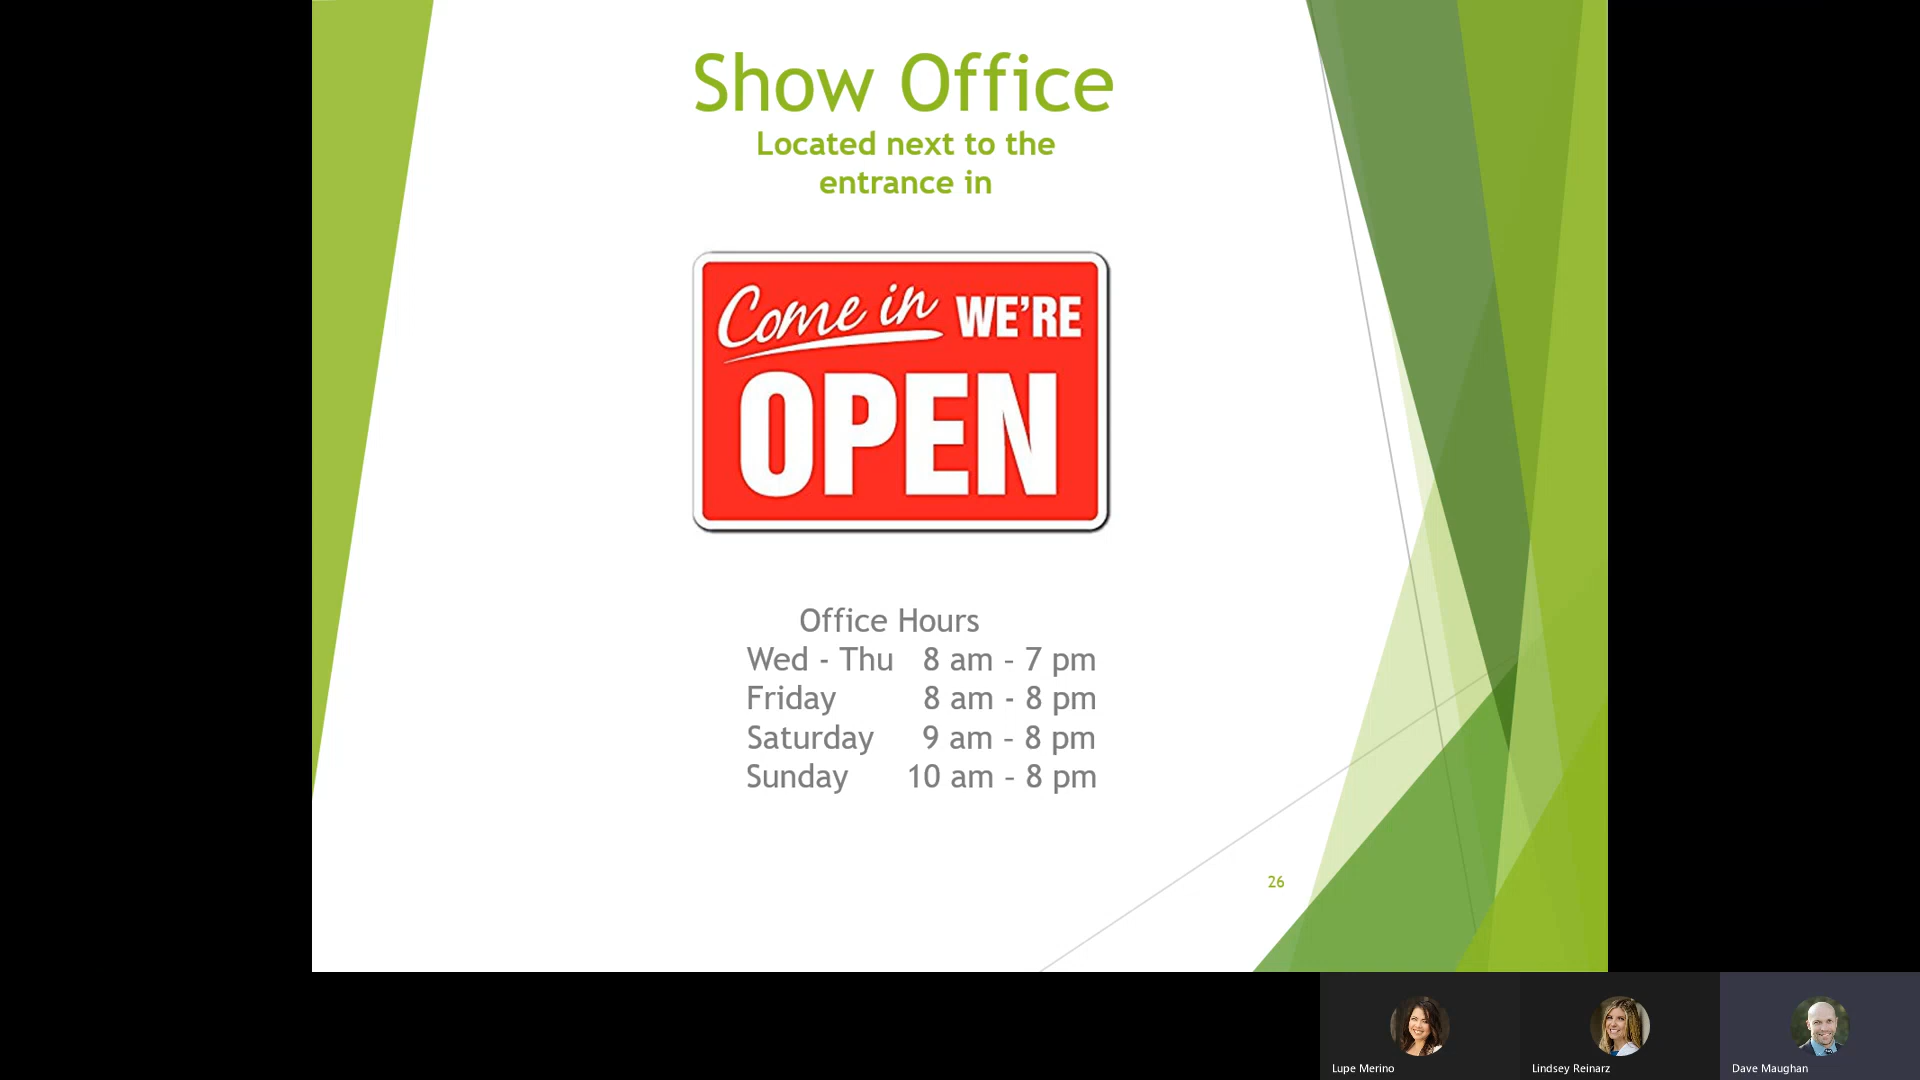 Show Office
Located next to the
entrance in
Come in WE'RE
OPEN
Office Hours
Wed - Thu 8 am – 7 pm
Friday 8 am - 8 pm
Saturday 9 am – 8 pm
Sunday 10 am – 8 pm
26
Lupe Merino
Lindsey Reinarz
Dave Maughan